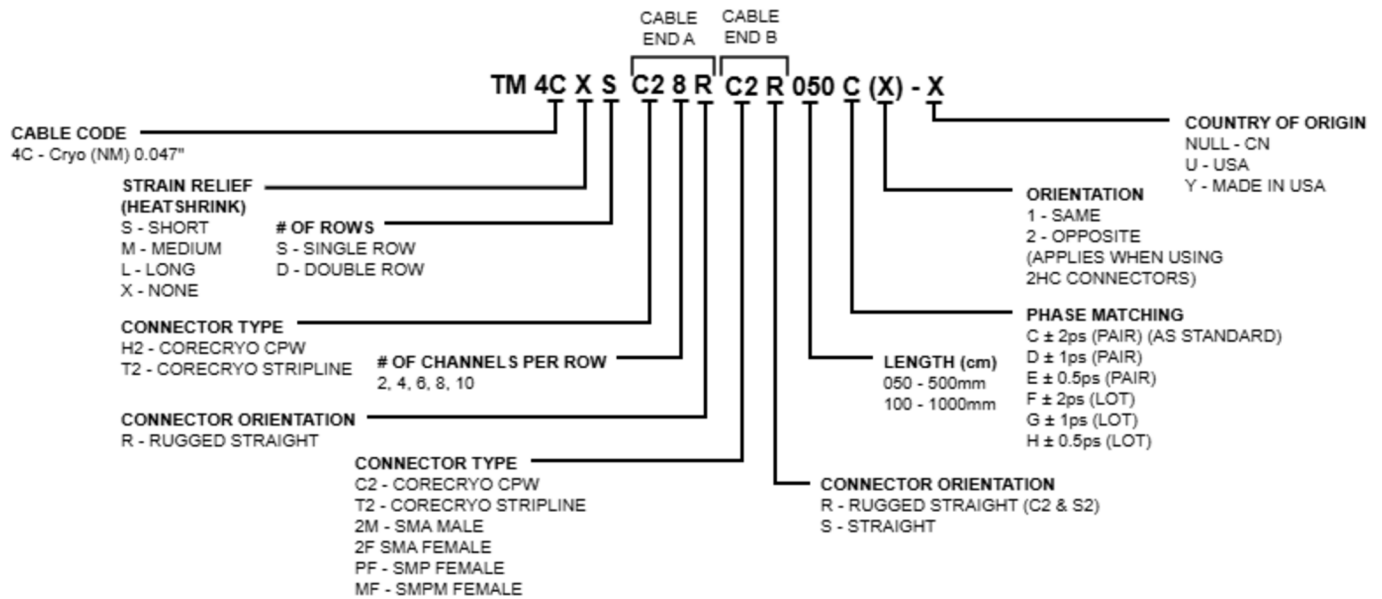 CABLE
END A
CABLE
END B
TM 4C X S C2 8 R C2 R 050 C (X) - X
CABLE CODE
4C - Cryo (NM) 0.047"
STRAIN RELIEF
(HEATSHRINK)
S - SHORT
M - MEDIUM
L - LONG
X - NONE
# OF ROWS
S - SINGLE ROW
D - DOUBLE ROW
CONNECTOR TYPE
H2 - CORECRYO CPW
T2 - CORECRYO STRIPLINE
# OF CHANNELS PER ROW
2, 4, 6, 8, 10
CONNECTOR ORIENTATION
R - RUGGED STRAIGHT
CONNECTOR TYPE
C2 - CORECRYO CPW
T2 - CORECRYO STRIPLINE
2M - SMA MALE
2F SMA FEMALE
PF - SMP FEMALE
MF - SMPM FEMALE
CONNECTOR ORIENTATION
R - RUGGED STRAIGHT (C2 & S2)
S - STRAIGHT
LENGTH (cm)
050 - 500mm
100 - 1000mm
PHASE MATCHING
C ± 2ps (PAIR) (AS STANDARD)
D ± 1ps (PAIR)
E ± 0.5ps (PAIR)
F ± 2ps (LOT)
G ± 1ps (LOT)
H ± 0.5ps (LOT)
ORIENTATION
1 - SAME
2 - OPPOSITE
(APPLIES WHEN USING
2HC CONNECTORS)
COUNTRY OF ORIGIN
NULL - CN
U - USA
Y - MADE IN USA